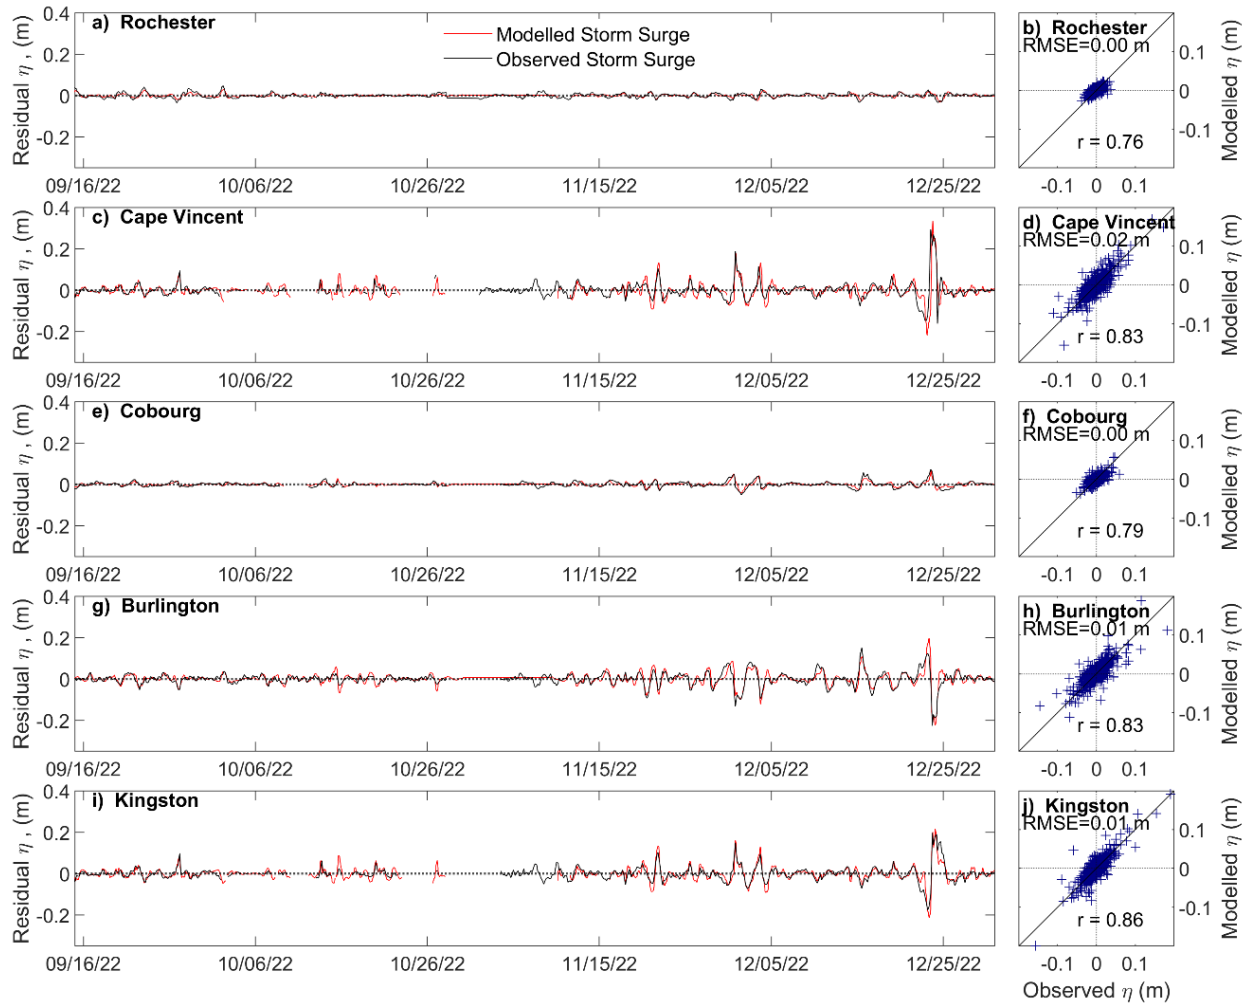 a) Rochester
Modelled Storm Surge
Observed Storm Surge
Residual η , (m)
0.4
0.2
0
-0.2
09/16/22 10/06/22 10/26/22 11/15/22 12/05/22 12/25/22
b) Rochester
RMSE=0.00 m
r = 0.76
0.1
0
-0.1
Modelled η (m)
-0.1 0 0.1
c) Cape Vincent
Residual η , (m)
0.4
0.2
0
-0.2
09/16/22 10/06/22 10/26/22 11/15/22 12/05/22 12/25/22
d) Cape Vincent
RMSE=0.02 m
r = 0.83
0.1
0
-0.1
Modelled η (m)
-0.1 0 0.1
e) Cobourg
Residual η , (m)
0.4
0.2
0
-0.2
09/16/22 10/06/22 10/26/22 11/15/22 12/05/22 12/25/22
f) Cobourg
RMSE=0.00 m
r = 0.79
0.1
0
-0.1
Modelled η (m)
-0.1 0 0.1
g) Burlington
Residual η , (m)
0.4
0.2
0
-0.2
09/16/22 10/06/22 10/26/22 11/15/22 12/05/22 12/25/22
h) Burlington
RMSE=0.01 m
r = 0.83
0.1
0
-0.1
Modelled η (m)
-0.1 0 0.1
i) Kingston
Residual η , (m)
0.4
0.2
0
-0.2
09/16/22 10/06/22 10/26/22 11/15/22 12/05/22 12/25/22
j) Kingston
RMSE=0.01 m
r = 0.86
0.1
0
-0.1
Modelled η (m)
-0.1 0 0.1
Observed η (m)